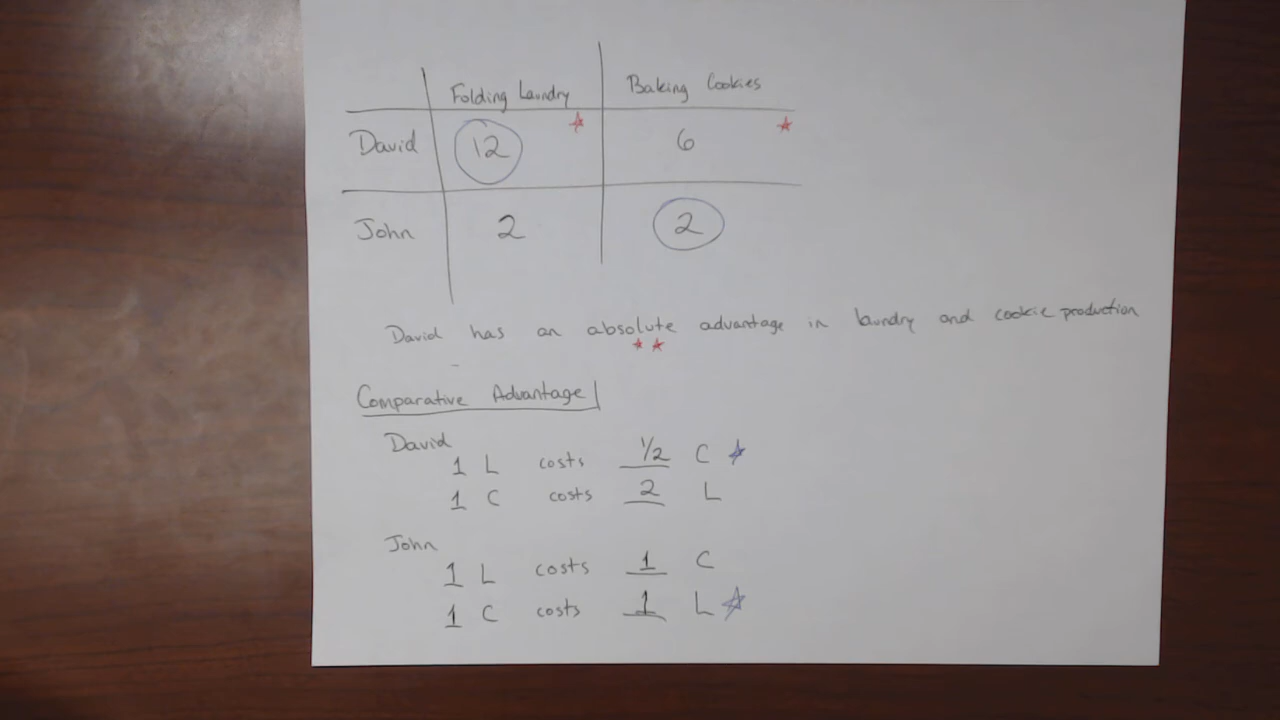 Folding Laundry Baking Cookies
David 12 6
John 2 2
David has an absolute advantage in laundry and cookie production
Comparative Advantage
David
1 L costs 1/2 C
1 C costs 2 L
John
1 L costs 1 C
1 C costs 1 L